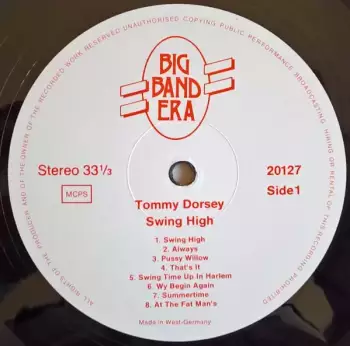 ALL RIGHTS OF THE PRODUCER AND OF THE OWNER OF THE RECORDED WORK RESERVED UNAUTHORISED COPYING PUBLIC PERFORMANCE BROADCASTING HIRING OR RENTAL OF THIS RECORDING PROHIBITED
BIG
BAND
ERA
Stereo 33 1/3
20127
MCPS
Side1
Tommy Dorsey
Swing High
1. Swing High
2. Always
3. Pussy Willow
4. That's It
5. Swing Time Up In Harlem
6. Wy Begin Again
7. Summertime
8. At The Fat Man's
Made in West-Germany